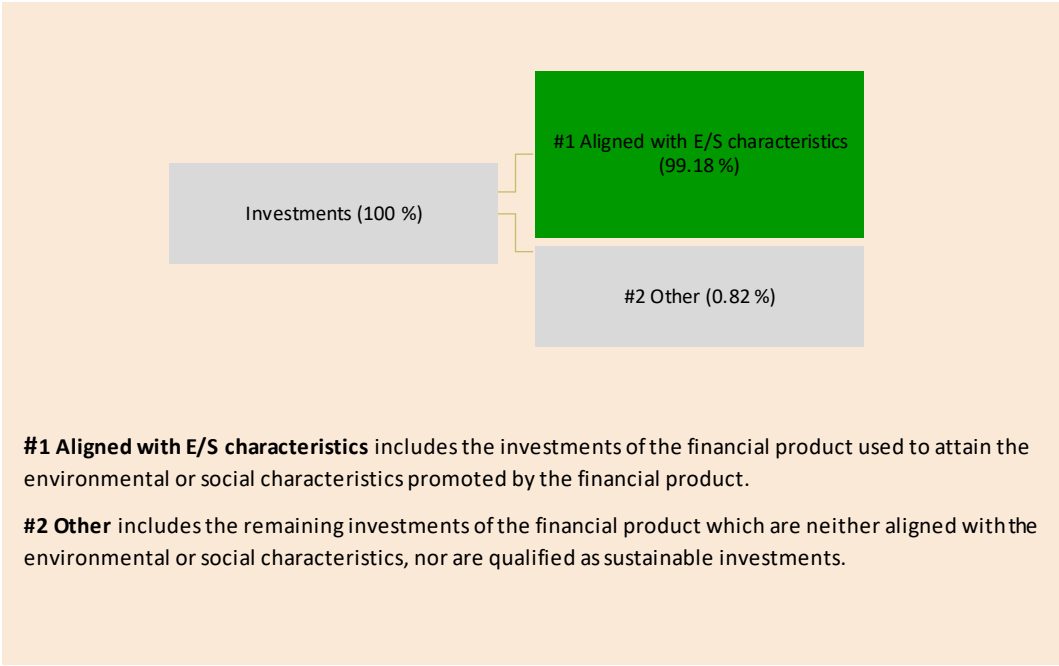 #1 Aligned with E/S characteristics
(99.18 %)
Investments (100 %)
#2 Other (0.82 %)
#1 Aligned with E/S characteristics includes the investments of the financial product used to attain the
environmental or social characteristics promoted by the financial product.
#2 Other includes the remaining investments of the financial product which are neither aligned with the
environmental or social characteristics, nor are qualified as sustainable investments.